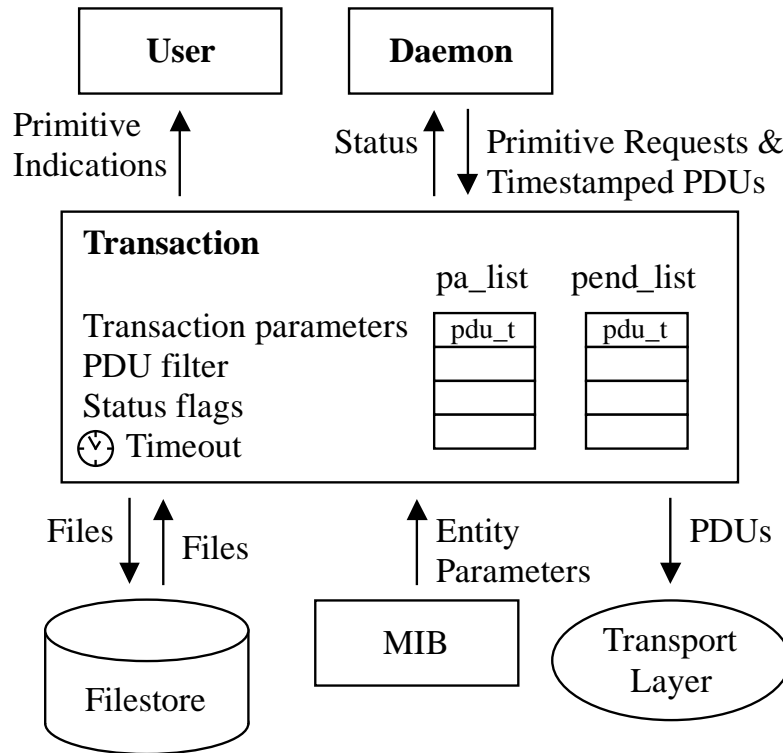 User
Daemon
Primitive
Indications
Status
Primitive Requests &
Timestamped PDUs
Transaction
pa_list
pend_list
Transaction parameters
pdu_t
pdu_t
PDU filter
Status flags
Timeout
Files
Files
Entity
Parameters
PDUs
Filestore
MIB
Transport
Layer